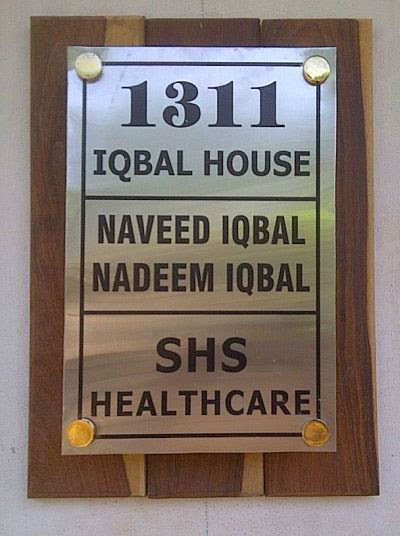 1311
IQBAL HOUSE
NAVEED IQBAL
NADEEM IQBAL
SHS
HEALTHCARE